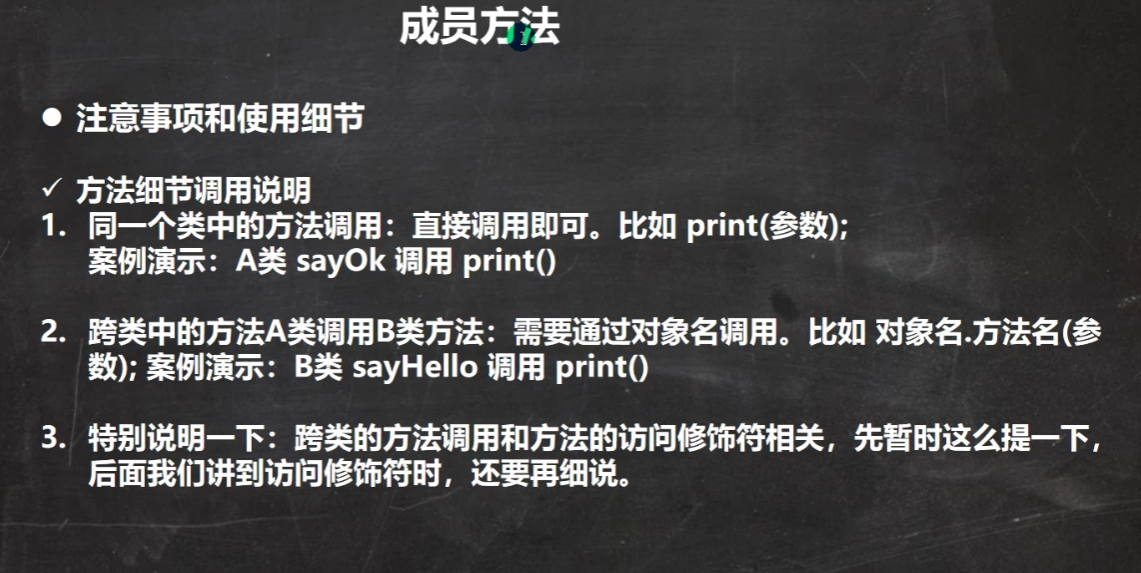 成员方法
● 注意事项和使用细节
✓ 方法细节调用说明
1. 同一个类中的方法调用：直接调用即可。比如 print(参数);
案例演示：A类 sayOk 调用 print()
2. 跨类中的方法A类调用B类方法：需要通过对象名调用。比如 对象名.方法名(参
数); 案例演示：B类 sayHello 调用 print()
3. 特别说明一下：跨类的方法调用和方法的访问修饰符相关，先暂时这么提一下，
后面我们讲到访问修饰符时，还要再细说。